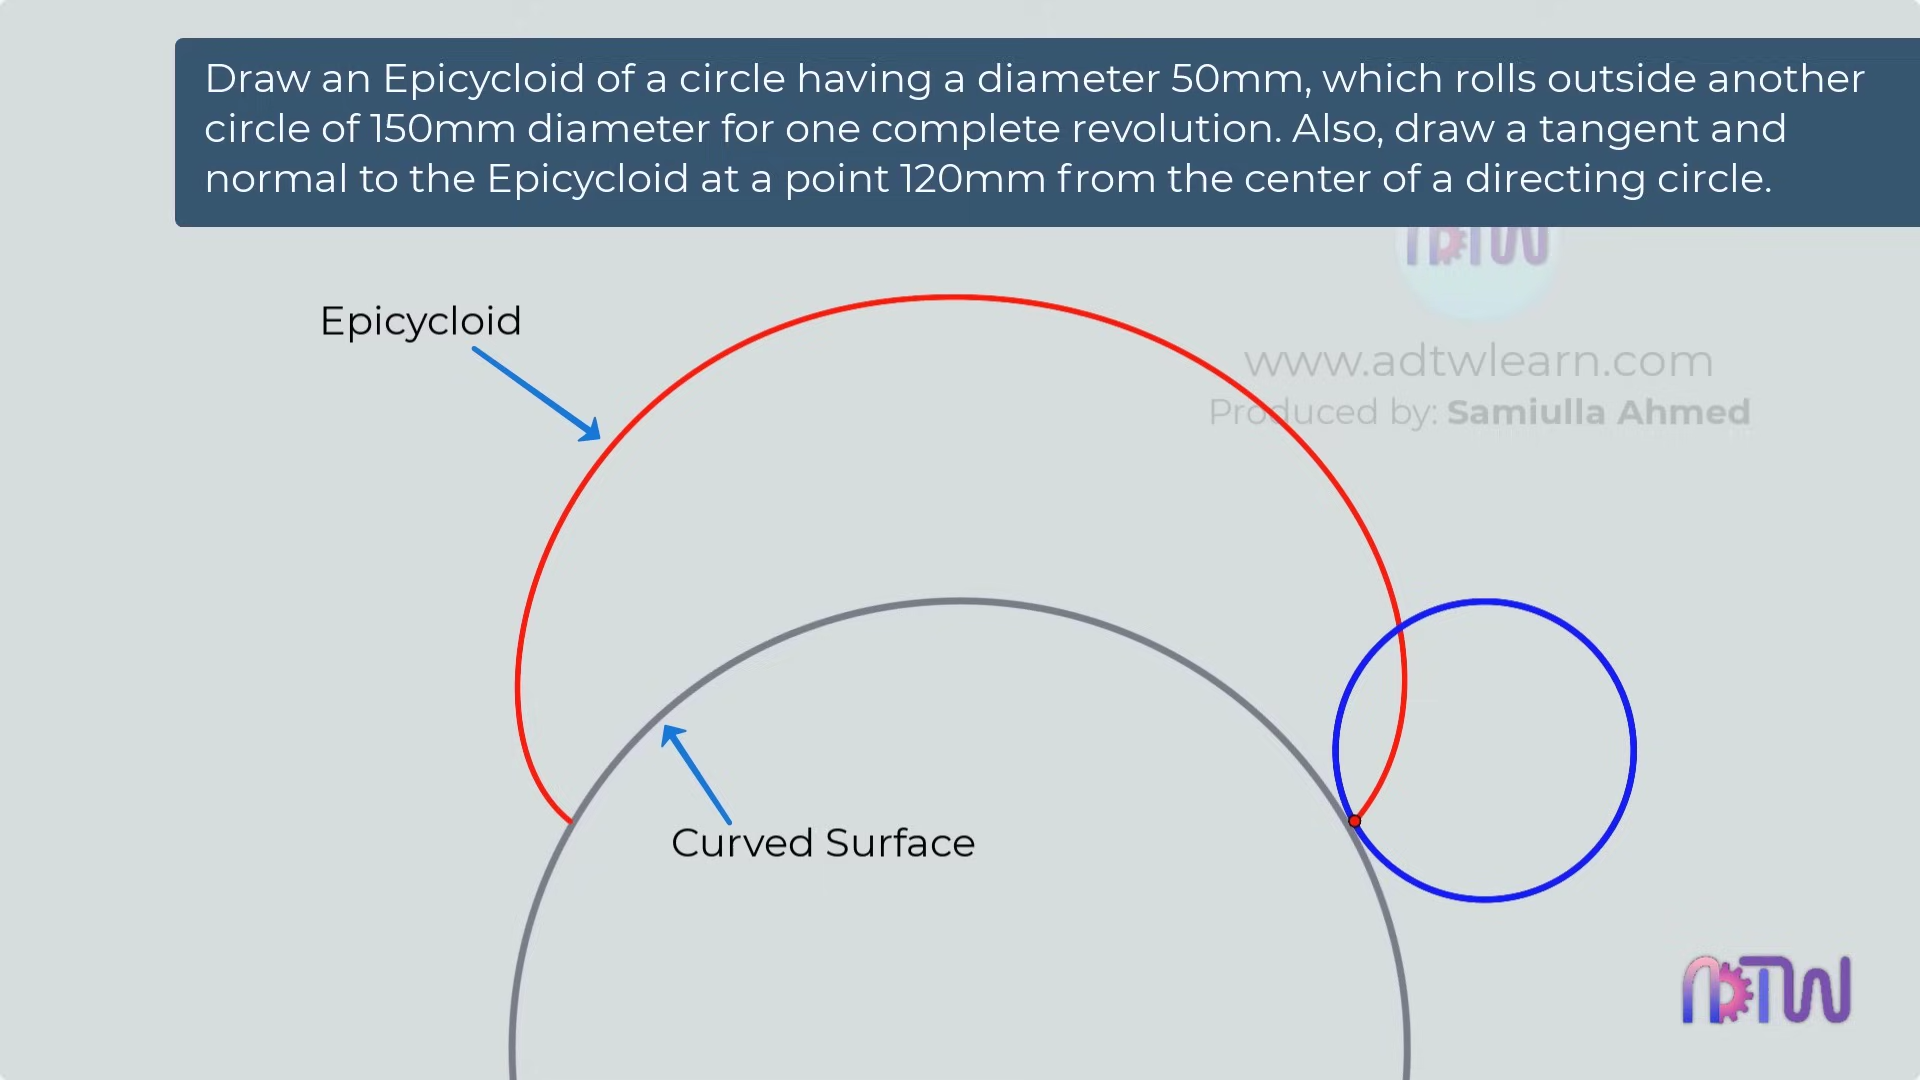 Draw an Epicycloid of a circle having a diameter 50mm, which rolls outside another
circle of 150mm diameter for one complete revolution. Also, draw a tangent and
normal to the Epicycloid at a point 120mm from the center of a directing circle.
Epicycloid
www.adtwlearn.com
Produced by: Samiulla Ahmed
Curved Surface
ADTW